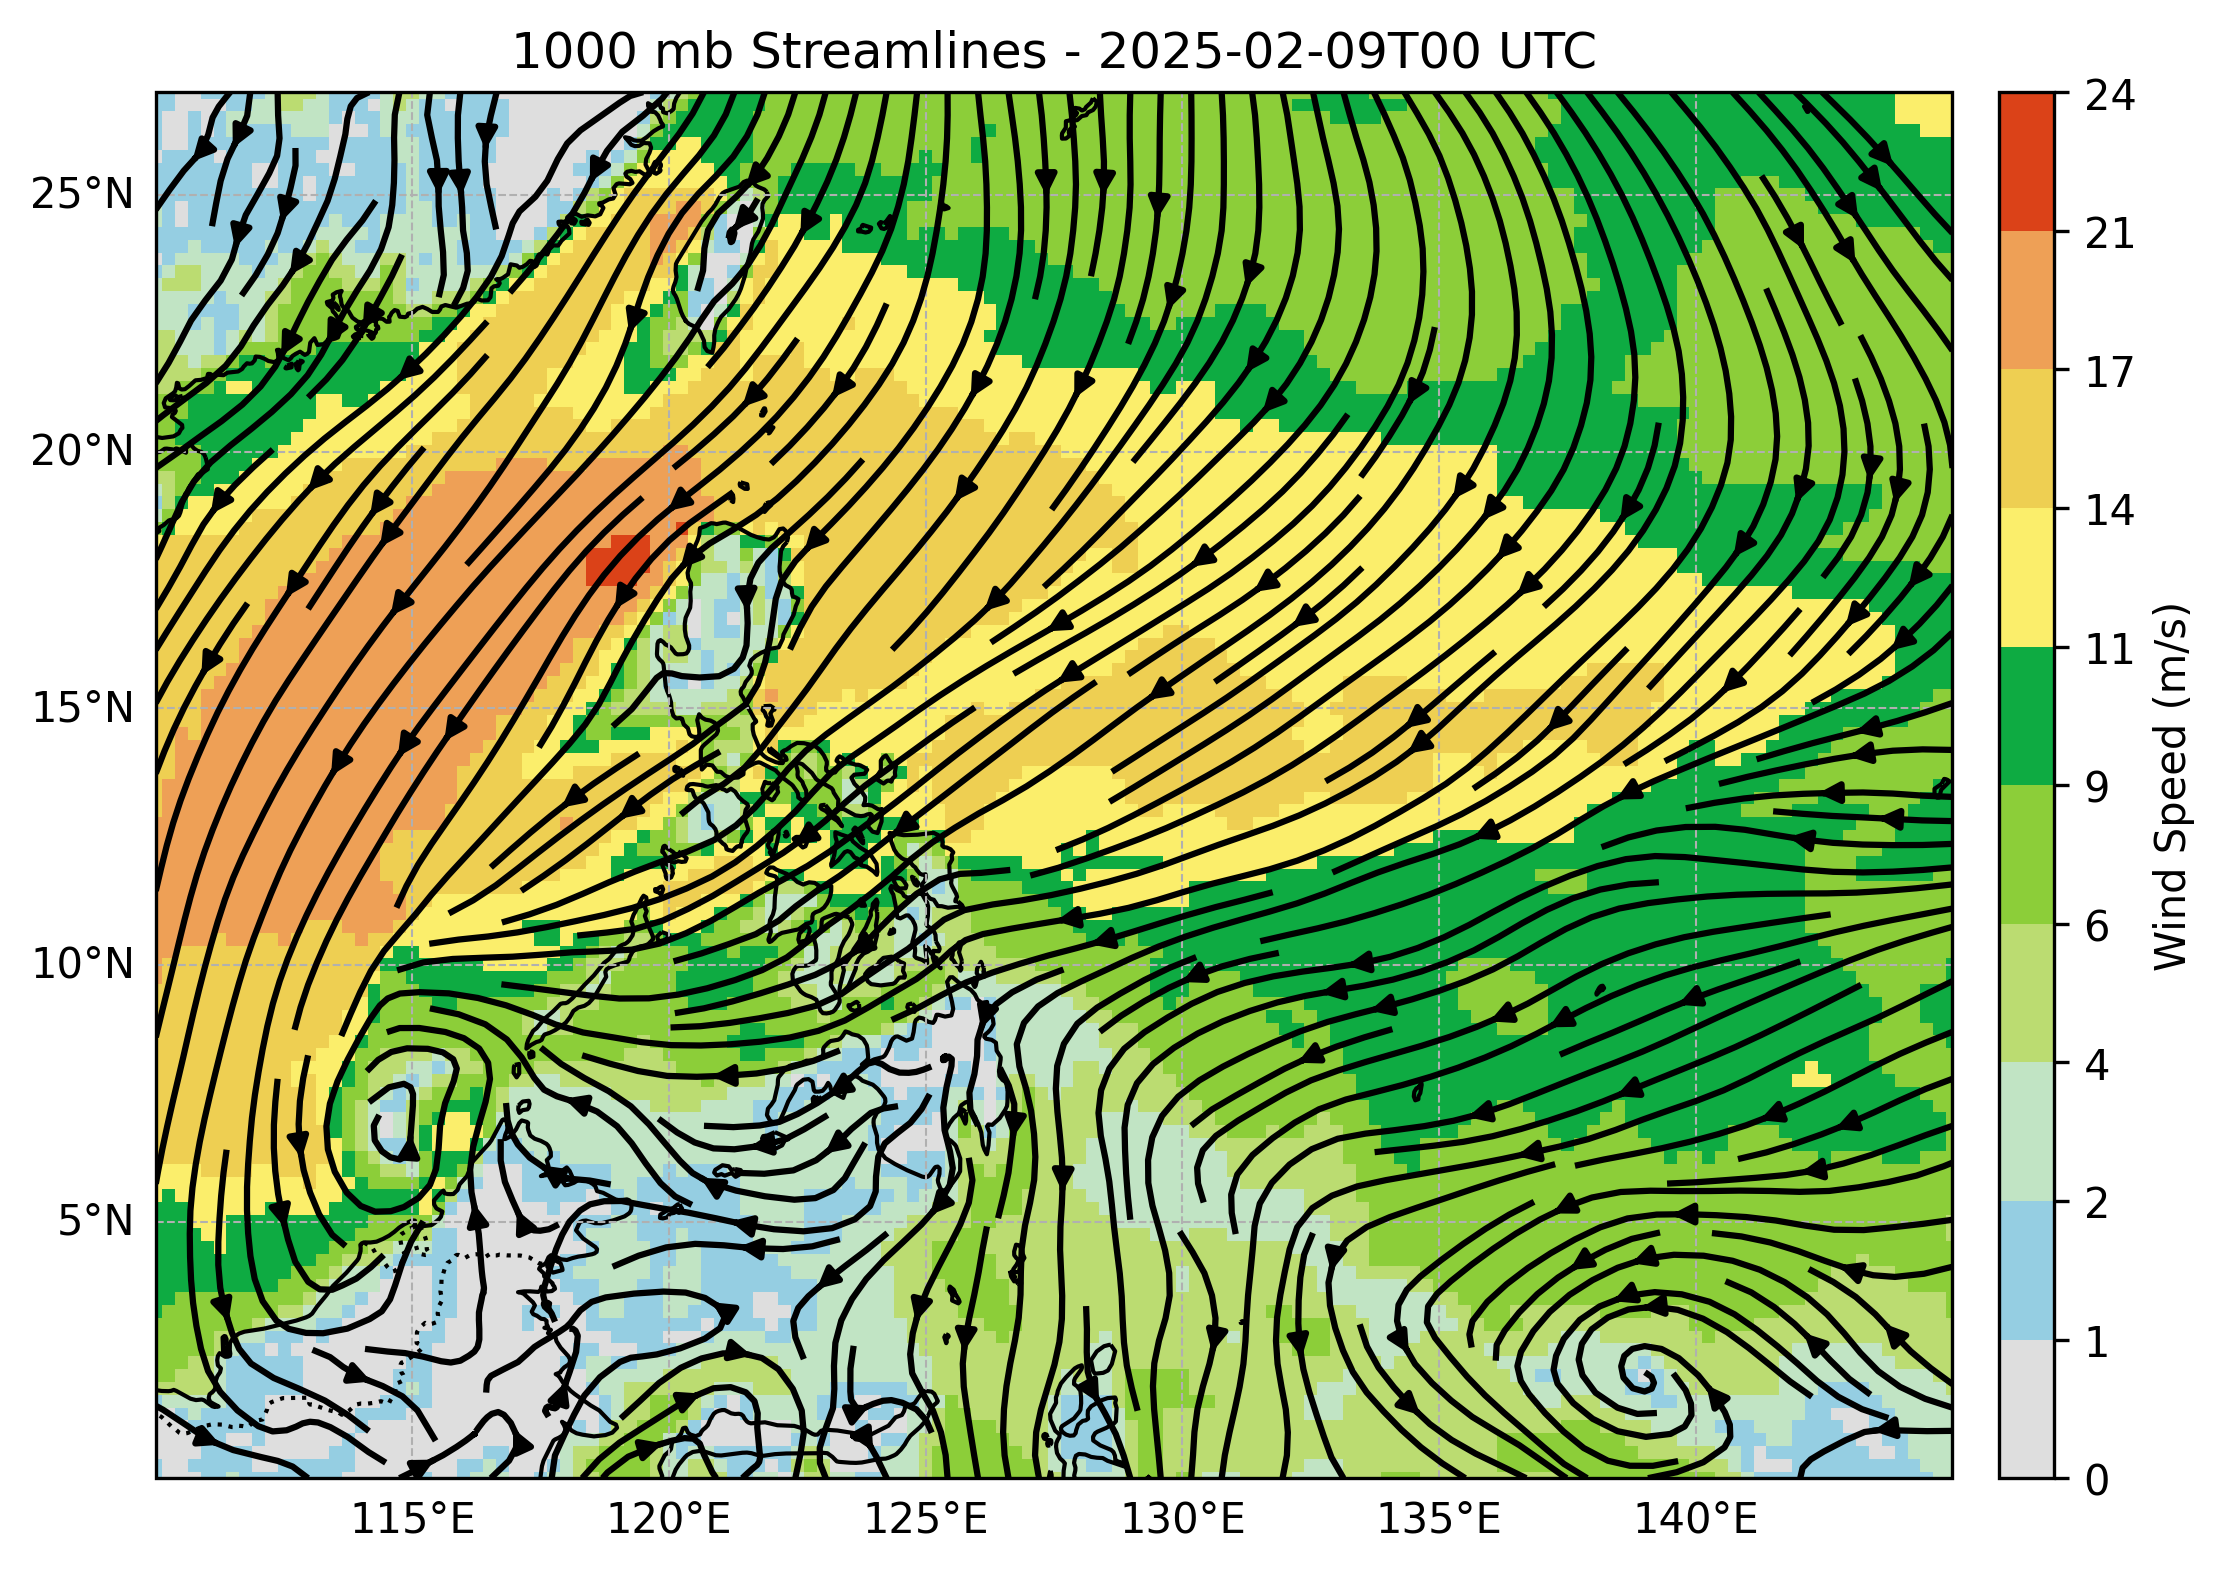 1000 mb Streamlines - 2025-02-09T00 UTC
25°N
20°N
15°N
10°N
5°N
115°E
120°E
125°E
130°E
135°E
140°E
24
21
17
14
11
9
6
4
2
1
0
Wind Speed (m/s)